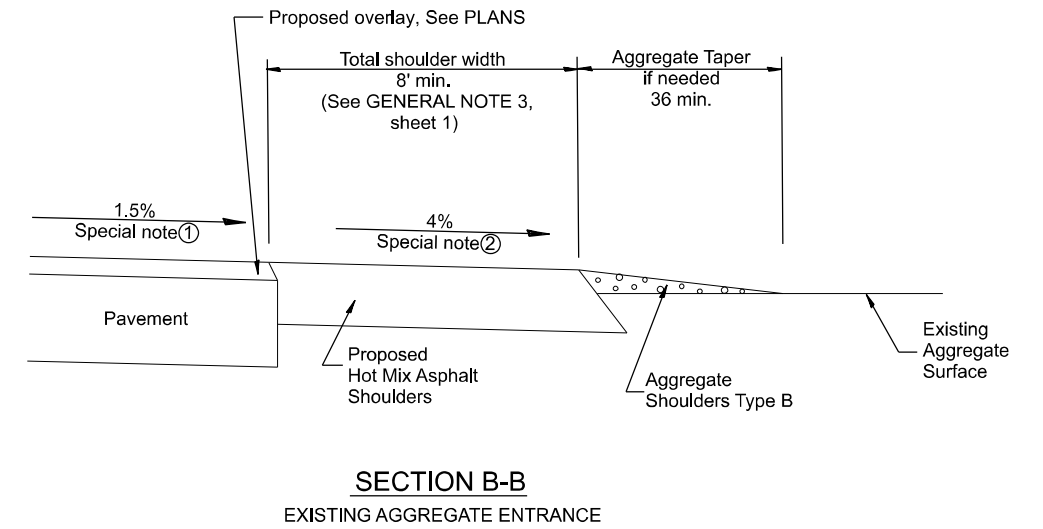 Proposed overlay, See PLANS
Total shoulder width
8' min.
(See GENERAL NOTE 3,
sheet 1)
Aggregate Taper
if needed
36 min.
1.5%
Special note①
4%
Special note②
Pavement
Proposed
Hot Mix Asphalt
Shoulders
Aggregate
Shoulders Type B
Existing
Aggregate
Surface
SECTION B-B
EXISTING AGGREGATE ENTRANCE